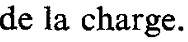 de la charge.